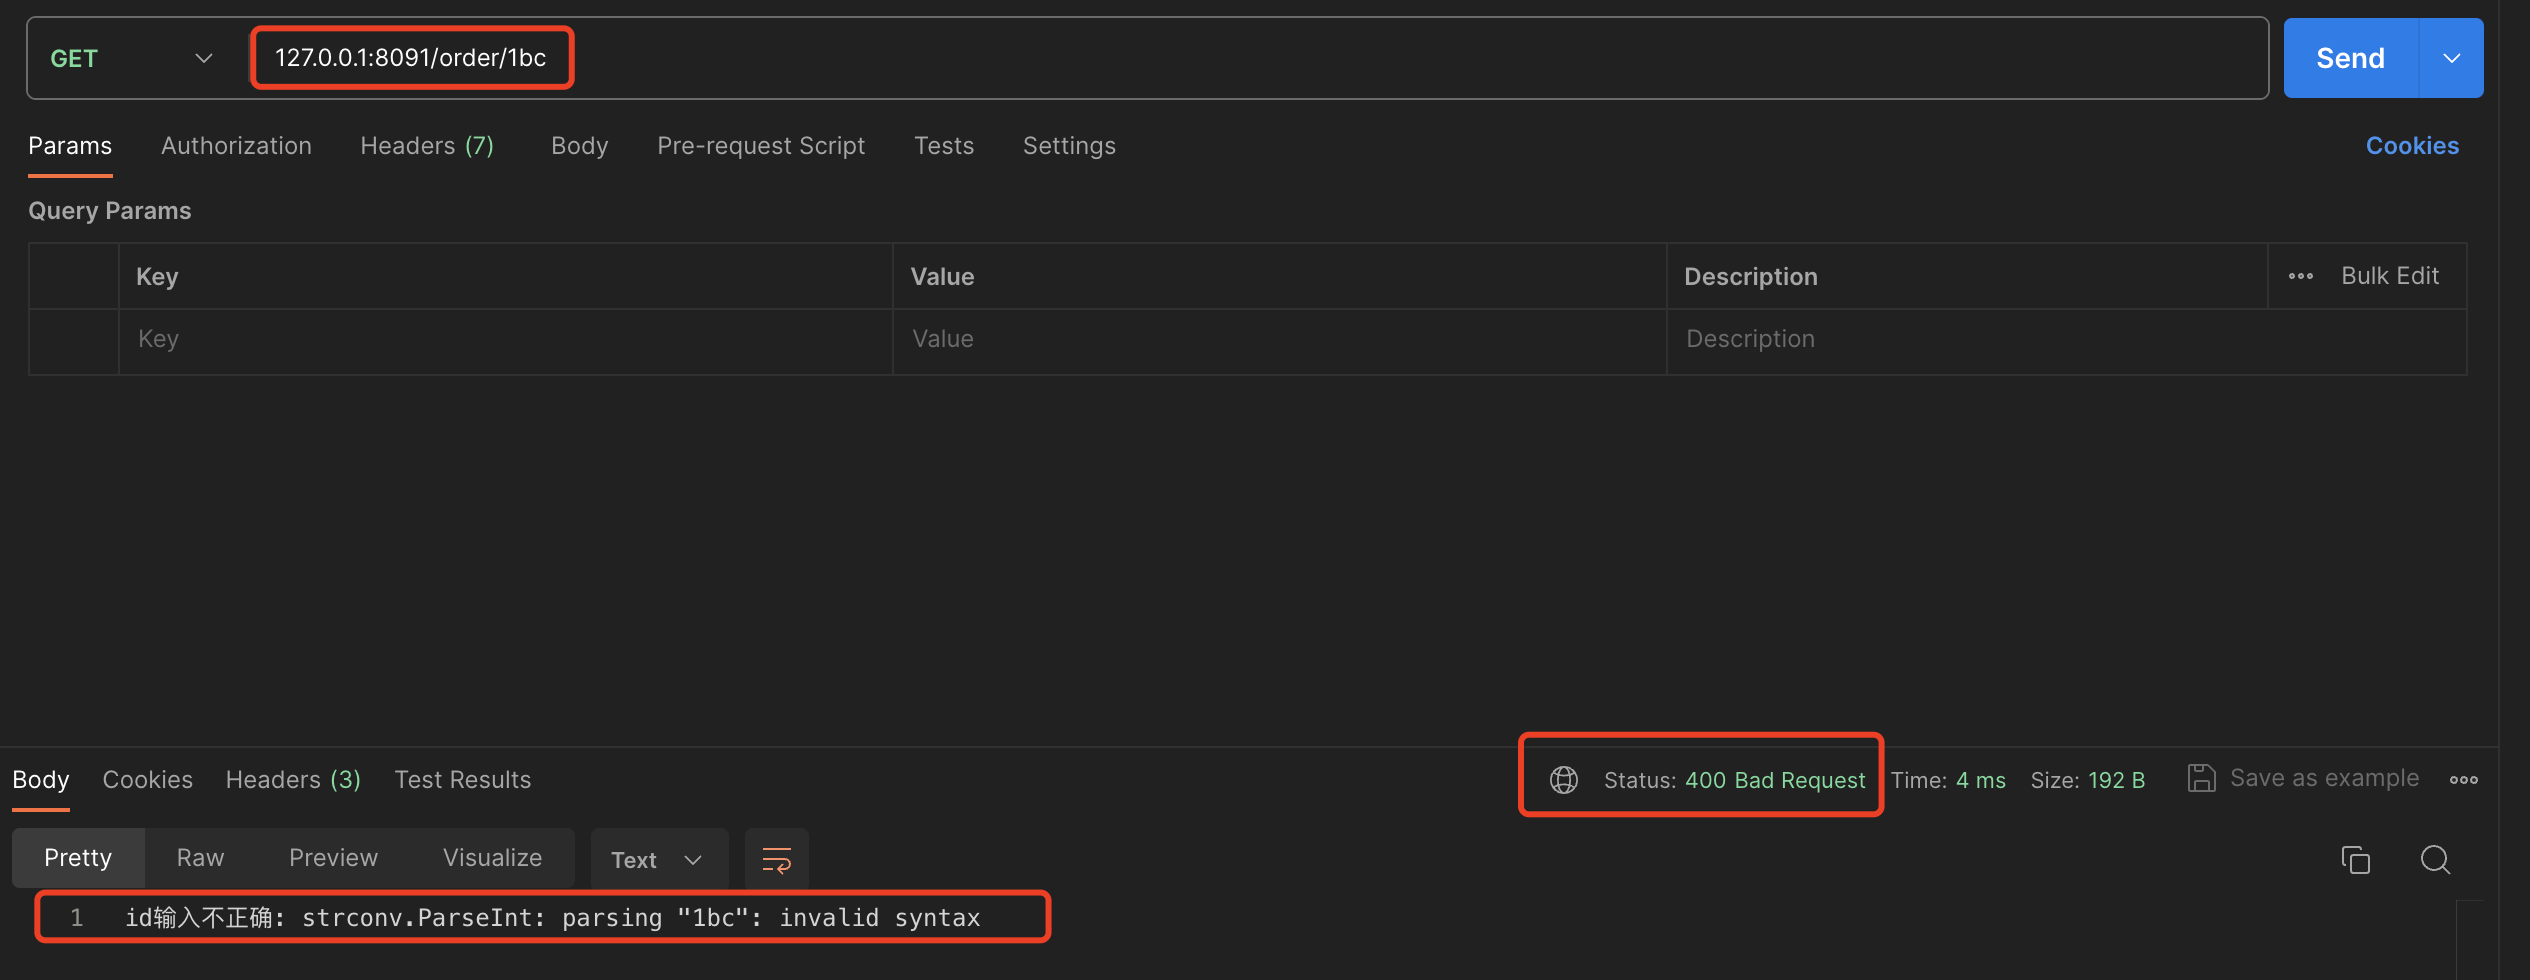 GET 127.0.0.1:8091/order/1bc Send
Params Authorization Headers (7) Body Pre-request Script Tests Settings Cookies
Query Params
Key Value Description Bulk Edit
Key Value Description
Body Cookies Headers (3) Test Results Status: 400 Bad Request Time: 4 ms Size: 192 B Save as example
Pretty Raw Preview Visualize Text
1 id输入不正确: strconv.ParseInt: parsing "1bc": invalid syntax